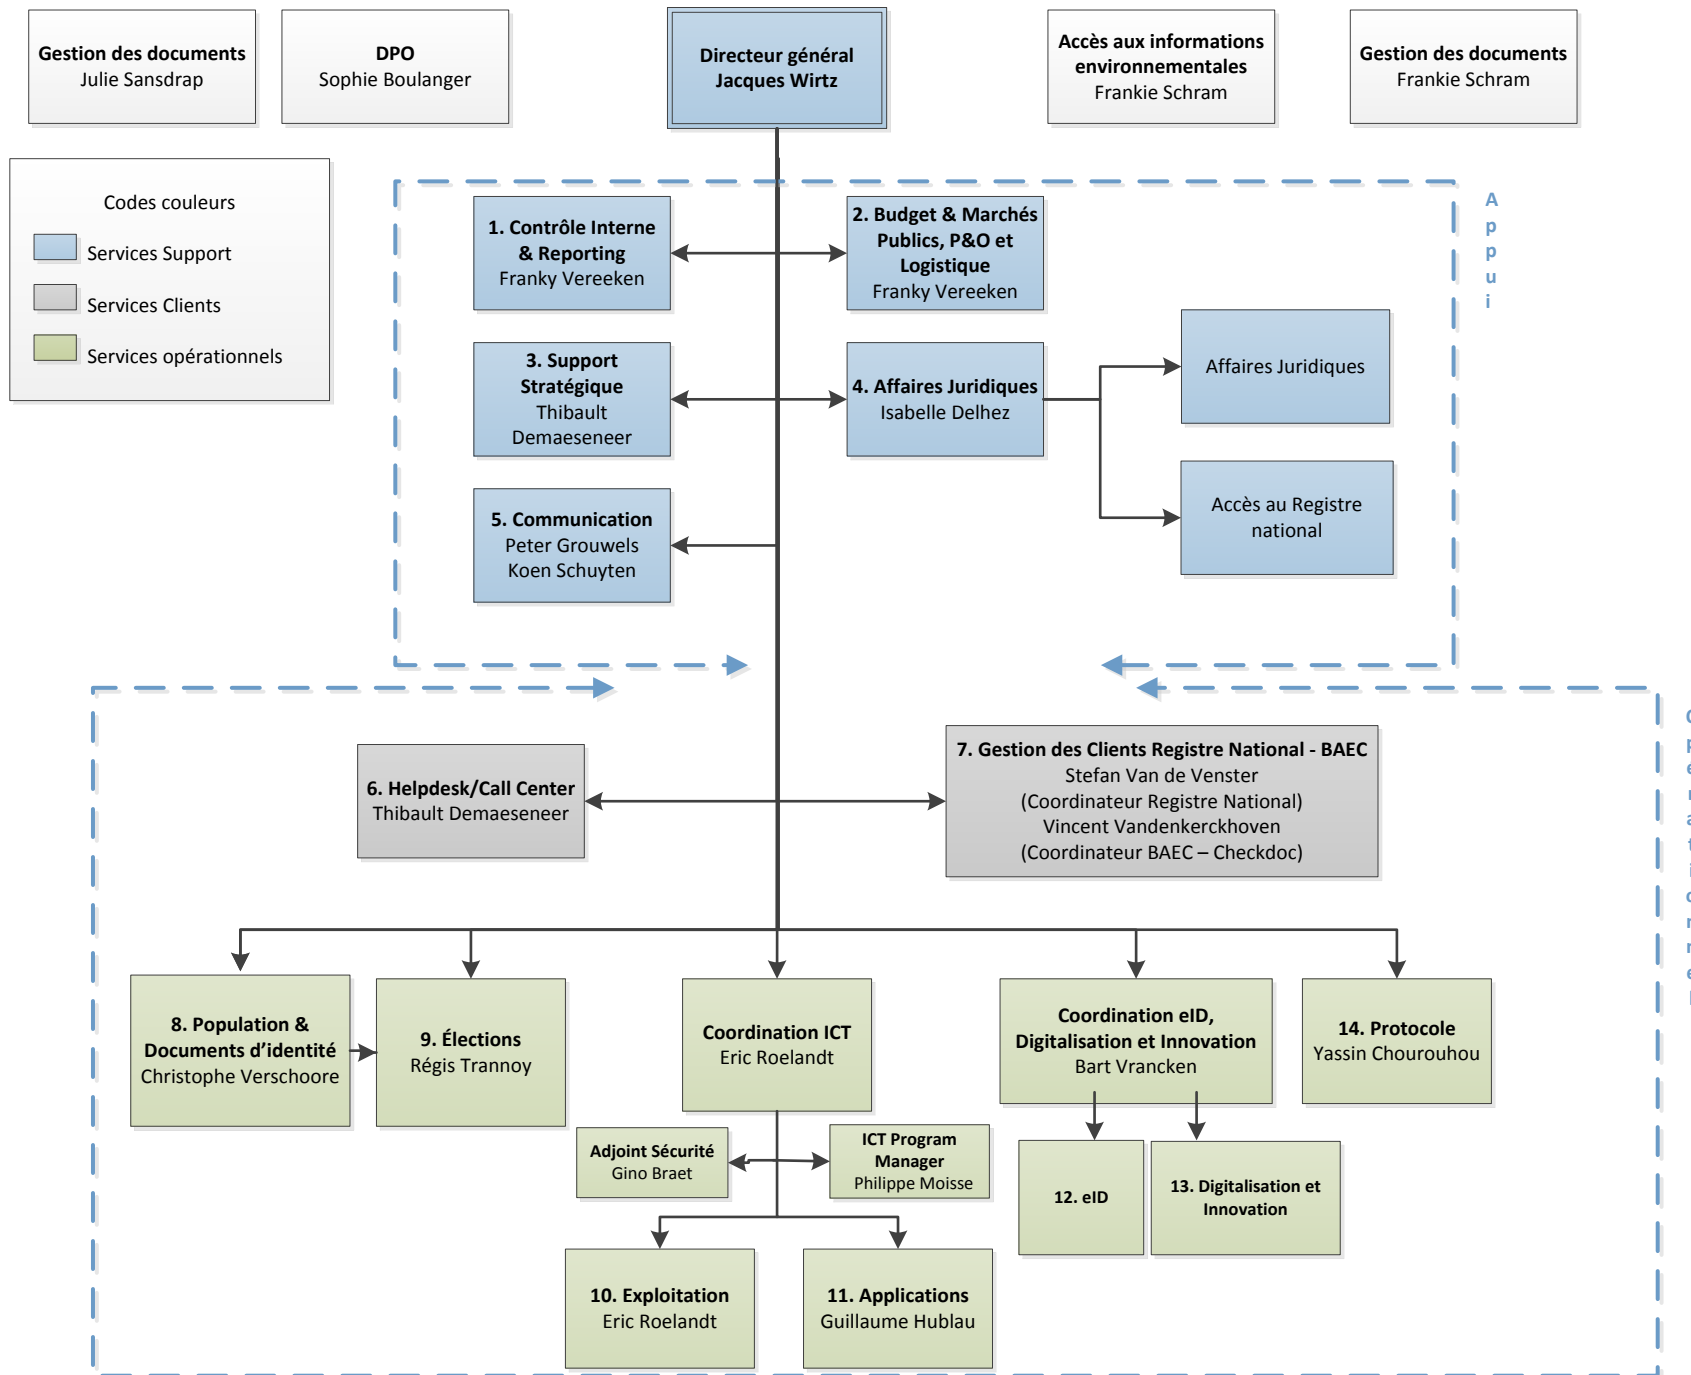 Gestion des documents
Julie Sansdrap
DPO
Sophie Boulanger
Directeur général
Jacques Wirtz
Accès aux informations
environnementales
Frankie Schram
Gestion des documents
Frankie Schram
Codes couleurs
Services Support
Services Clients
Services opérationnels
A
p
p
u
i
1. Contrôle Interne
& Reporting
Franky Vereeken
2. Budget & Marchés
Publics, P&O et
Logistique
Franky Vereeken
3. Support
Stratégique
Thibault
Demaeseneer
4. Affaires Juridiques
Isabelle Delhez
Affaires Juridiques
Accès au Registre
national
5. Communication
Peter Grouwels
Koen Schuyten
6. Helpdesk/Call Center
Thibault Demaeseneer
7. Gestion des Clients Registre National - BAEC
Stefan Van de Venster
(Coordinateur Registre National)
Vincent Vandenkerckhoven
(Coordinateur BAEC – Checkdoc)
8. Population &
Documents d’identité
Christophe Verschoore
9. Élections
Régis Trannoy
Coordination ICT
Eric Roelandt
Coordination eID,
Digitalisation et Innovation
Bart Vrancken
14. Protocole
Yassin Chourouhou
Adjoint Sécurité
Gino Braet
ICT Program
Manager
Philippe Moisse
12. eID
13. Digitalisation et
Innovation
10. Exploitation
Eric Roelandt
11. Applications
Guillaume Hublau